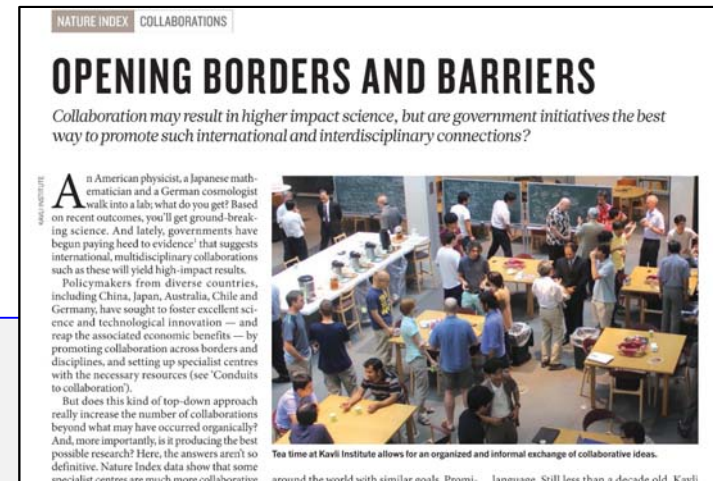 NATURE INDEX COLLABORATIONS
OPENING BORDERS AND BARRIERS
Collaboration may result in higher impact science, but are government initiatives the best
way to promote such international and interdisciplinary connections?
KAVLI INSTITUTE
An American physicist, a Japanese math-
ematician and a German cosmologist
walk into a lab; what do you get? Based
on recent outcomes, you'll get ground-break-
ing science. And lately, governments have
begun paying heed to evidence¹ that suggests
international, multidisciplinary collaborations
such as these will yield high-impact results.
Policymakers from diverse countries,
including China, Japan, Australia, Chile and
Germany, have sought to foster excellent sci-
ence and technological innovation — and
reap the associated economic benefits — by
promoting collaboration across borders and
disciplines, and setting up specialist centres
with the necessary resources (see 'Conduits
to collaboration').
But does this kind of top-down approach
really increase the number of collaborations
beyond what may have occurred organically?
And, more importantly, is it producing the best
possible research? Here, the answers aren't so
definitive. Nature Index data show that some
specialist centres are much more collaborative
Tea time at Kavli Institute allows for an organized and informal exchange of collaborative ideas.
around the world with similar goals. Promi-
language. Still less than a decade old, Kavli